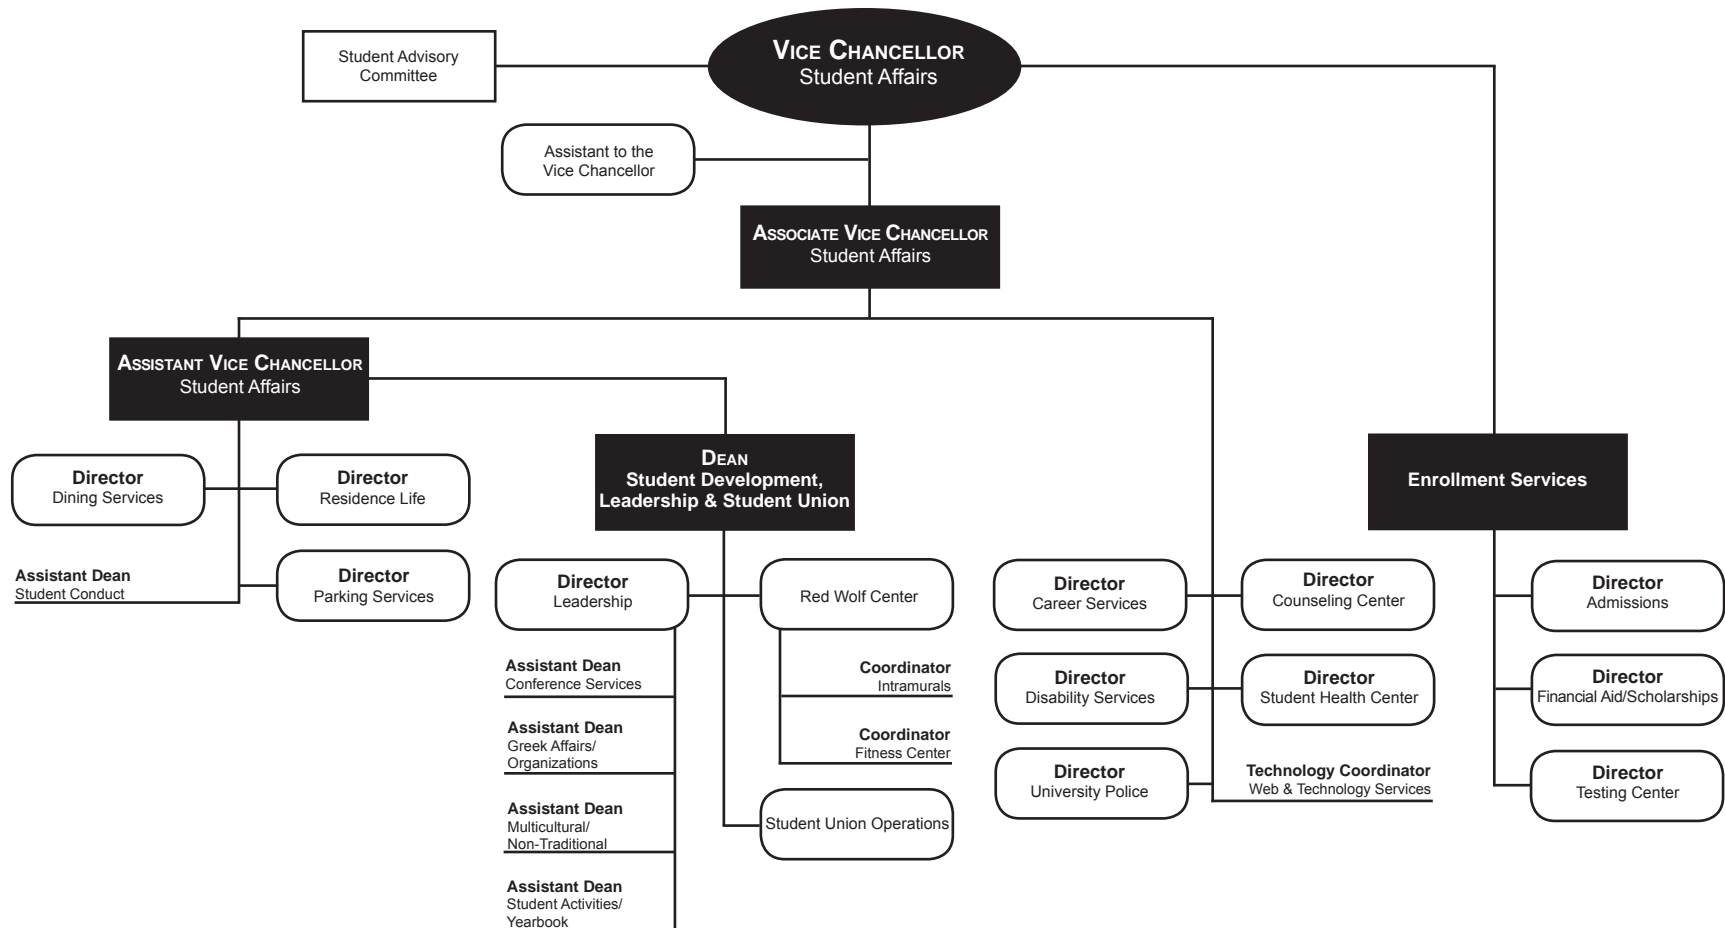 Student Advisory
Committee
VICE CHANCELLOR
Student Affairs
Assistant to the
Vice Chancellor
ASSOCIATE VICE CHANCELLOR
Student Affairs
ASSISTANT VICE CHANCELLOR
Student Affairs
Director
Dining Services
Director
Residence Life
Assistant Dean
Student Conduct
Director
Parking Services
DEAN
Student Development,
Leadership & Student Union
Director
Leadership
Assistant Dean
Conference Services
Assistant Dean
Greek Affairs/
Organizations
Assistant Dean
Multicultural/
Non-Traditional
Assistant Dean
Student Activities/
Yearbook
Red Wolf Center
Coordinator
Intramurals
Coordinator
Fitness Center
Student Union Operations
Director
Career Services
Director
Counseling Center
Director
Disability Services
Director
Student Health Center
Director
University Police
Technology Coordinator
Web & Technology Services
Enrollment Services
Director
Admissions
Director
Financial Aid/Scholarships
Director
Testing Center